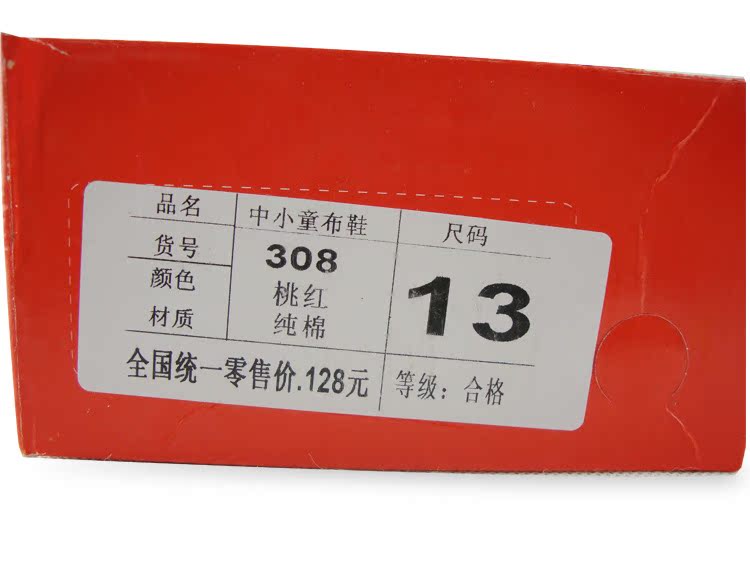 品名 中小童布鞋 尺码
货号 308 13
颜色 桃红
材质 纯棉
全国统一零售价.128元 等级：合格